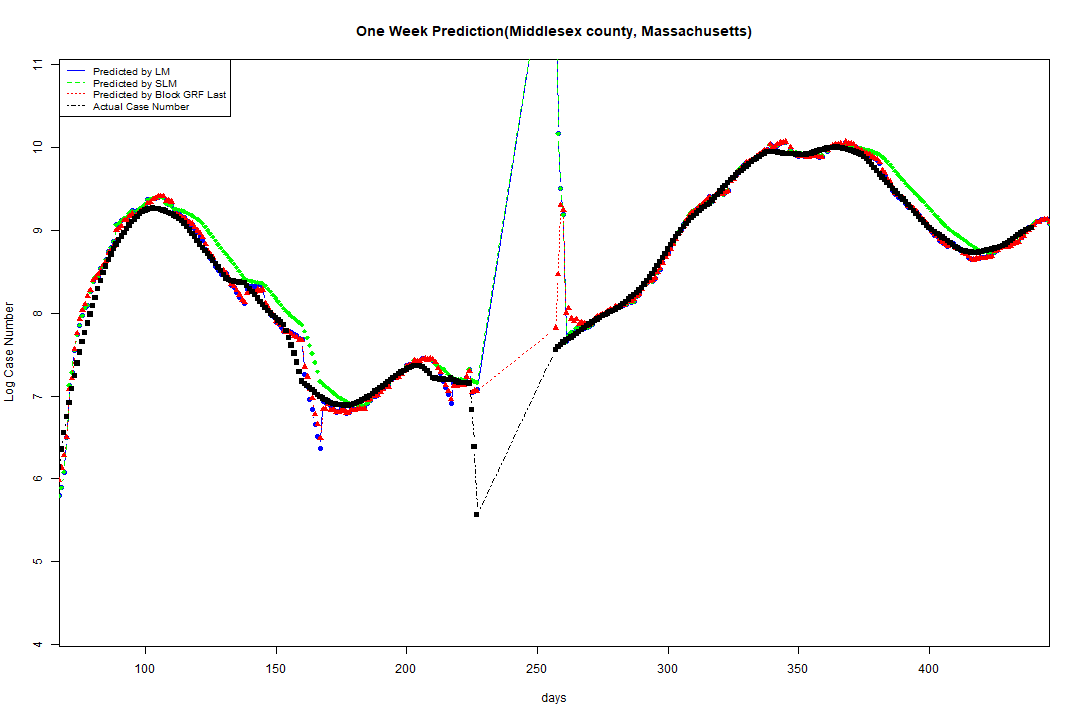 One Week Prediction(Middlesex county, Massachusetts)
Predicted by LM
Predicted by SLM
Predicted by Block GRF Last
Actual Case Number
11
10
9
8
7
6
5
4
Log Case Number
100 150 200 250 300 350 400
days